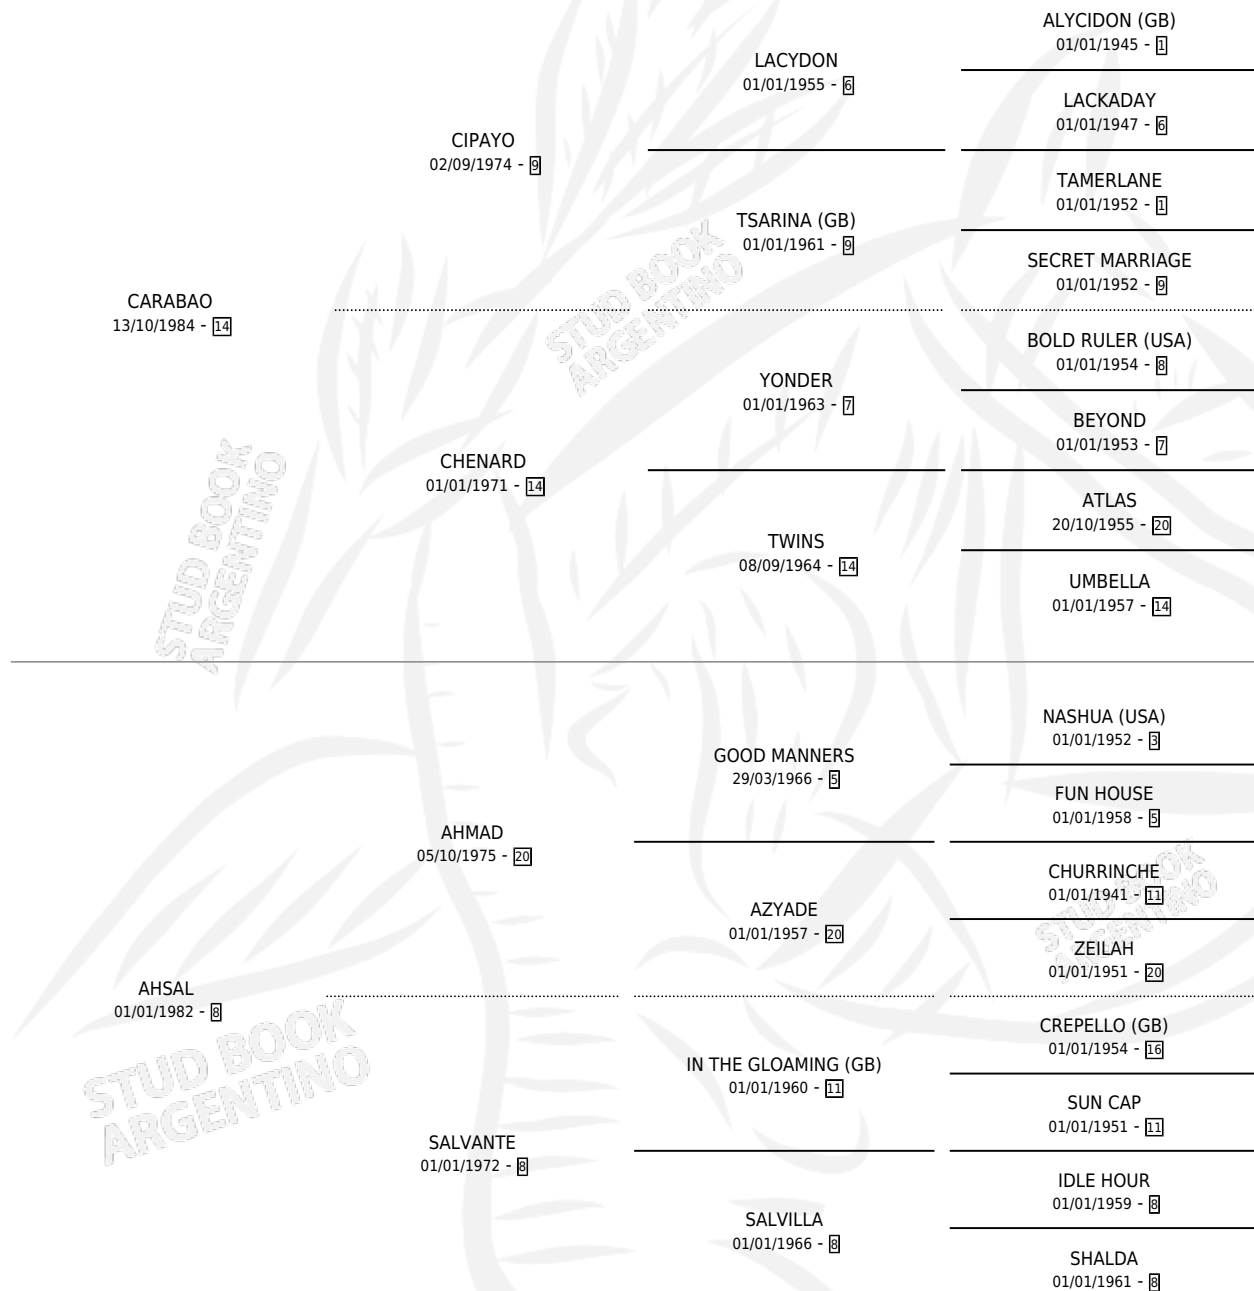 ALYCIDON (GB)
01/01/1945 - 1
LACYDON
01/01/1955 - 6
LACKADAY
01/01/1947 - 6
CIPAYO
02/09/1974 - 9
TAMERLANE
01/01/1952 - 1
TSARINA (GB)
01/01/1961 - 9
SECRET MARRIAGE
01/01/1952 - 9
CARABAO
13/10/1984 - 14
STUD BOOK
ARGENTINO
BOLD RULER (USA)
01/01/1954 - 8
YONDER
01/01/1963 - 7
BEYOND
01/01/1953 - 7
CHENARD
01/01/1971 - 14
ATLAS
20/10/1955 - 20
TWINS
08/09/1964 - 14
UMBELLA
01/01/1957 - 14
STUD BOOK
ARGENTINO
NASHUA (USA)
01/01/1952 - 3
GOOD MANNERS
29/03/1966 - 5
FUN HOUSE
01/01/1958 - 5
AHMAD
05/10/1975 - 20
CHURRINCHE
01/01/1941 - 11
AZYADE
01/01/1957 - 20
ZEILAH
01/01/1951 - 20
STUD BOOK
ARGENTINO
AHSAL
01/01/1982 - 8
CREPELLO (GB)
01/01/1954 - 16
IN THE GLOAMING (GB)
01/01/1960 - 11
SUN CAP
01/01/1951 - 11
STUD BOOK
ARGENTINO
SALVANTE
01/01/1972 - 8
IDLE HOUR
01/01/1959 - 8
SALVILLA
01/01/1966 - 8
SHALDA
01/01/1961 - 8